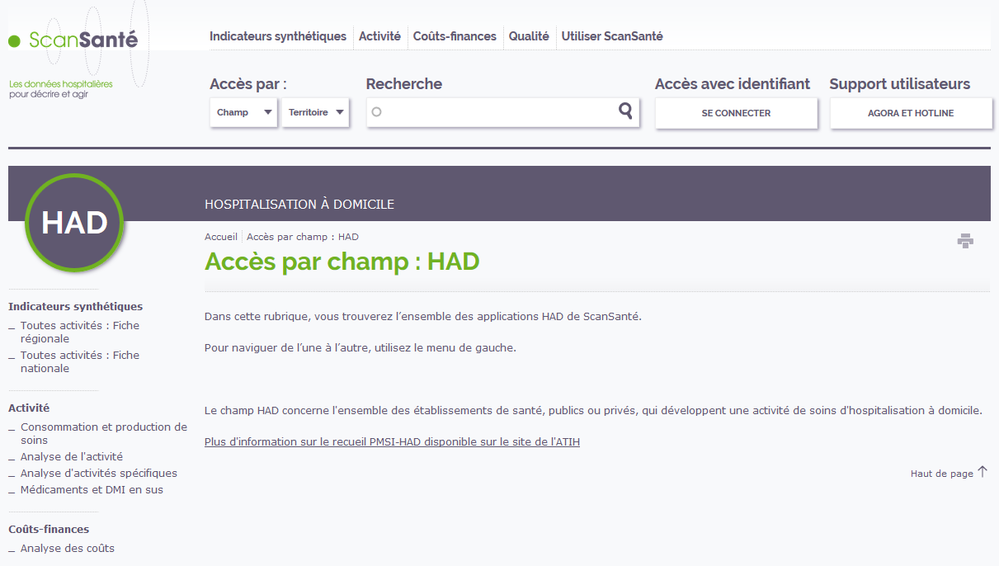 ScanSanté
Les données hospitalières
pour décrire et agir
Indicateurs synthétiques
Activité
Coûts-finances
Qualité
Utiliser ScanSanté
Accès par :
Champ
Territoire
Recherche
Accès avec identifiant
SE CONNECTER
Support utilisateurs
AGORA ET HOTLINE
HAD
HOSPITALISATION À DOMICILE
Accueil
Accès par champ : HAD
Accès par champ : HAD
Indicateurs synthétiques
Toutes activités : Fiche
régionale
Toutes activités : Fiche
nationale
Activité
Consommation et production de
soins
Analyse de l'activité
Analyse d'activités spécifiques
Médicaments et DMI en sus
Coûts-finances
Analyse des coûts
Dans cette rubrique, vous trouverez l’ensemble des applications HAD de ScanSanté.
Pour naviguer de l’une à l’autre, utilisez le menu de gauche.
Le champ HAD concerne l'ensemble des établissements de santé, publics ou privés, qui développent une activité de soins d'hospitalisation à domicile.
Plus d'information sur le recueil PMSI-HAD disponible sur le site de l'ATIH
Haut de page